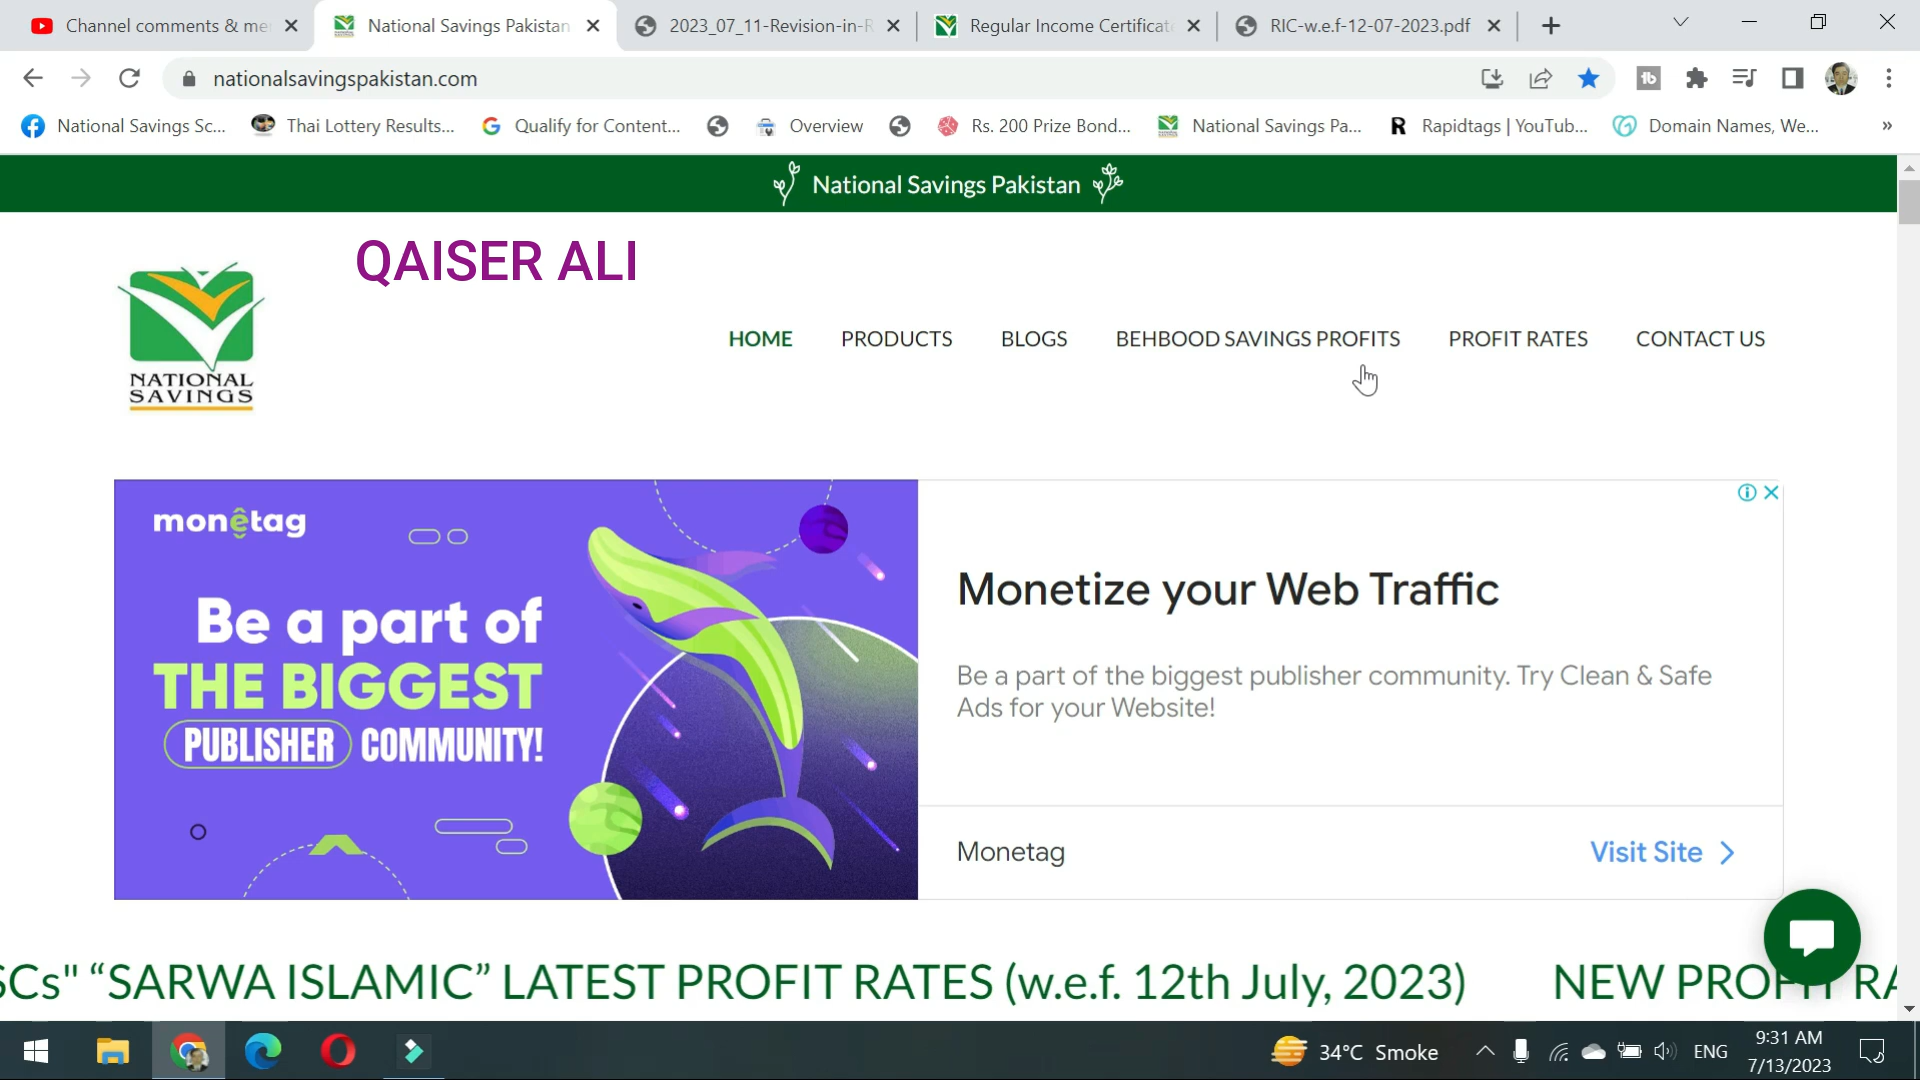 Channel comments & me
National Savings Pakistan
2023_07_11-Revision-in-R
Regular Income Certificat
RIC-w.e.f-12-07-2023.pdf
nationalsavingspakistan.com
National Savings Sc...
Thai Lottery Results...
Qualify for Content...
Overview
Rs. 200 Prize Bond...
National Savings Pa...
Rapidtags | YouTub...
Domain Names, We...
National Savings Pakistan
QAISER ALI
NATIONAL
SAVINGS
HOME
PRODUCTS
BLOGS
BEHBOOD SAVINGS PROFITS
PROFIT RATES
CONTACT US
monetag
Be a part of
THE BIGGEST
PUBLISHER COMMUNITY!
Monetize your Web Traffic
Be a part of the biggest publisher community. Try Clean & Safe
Ads for your Website!
Monetag
Visit Site
SCs" “SARWA ISLAMIC” LATEST PROFIT RATES (w.e.f. 12th July, 2023)
NEW PROFIT RA
34°C Smoke
ENG
9:31 AM
7/13/2023